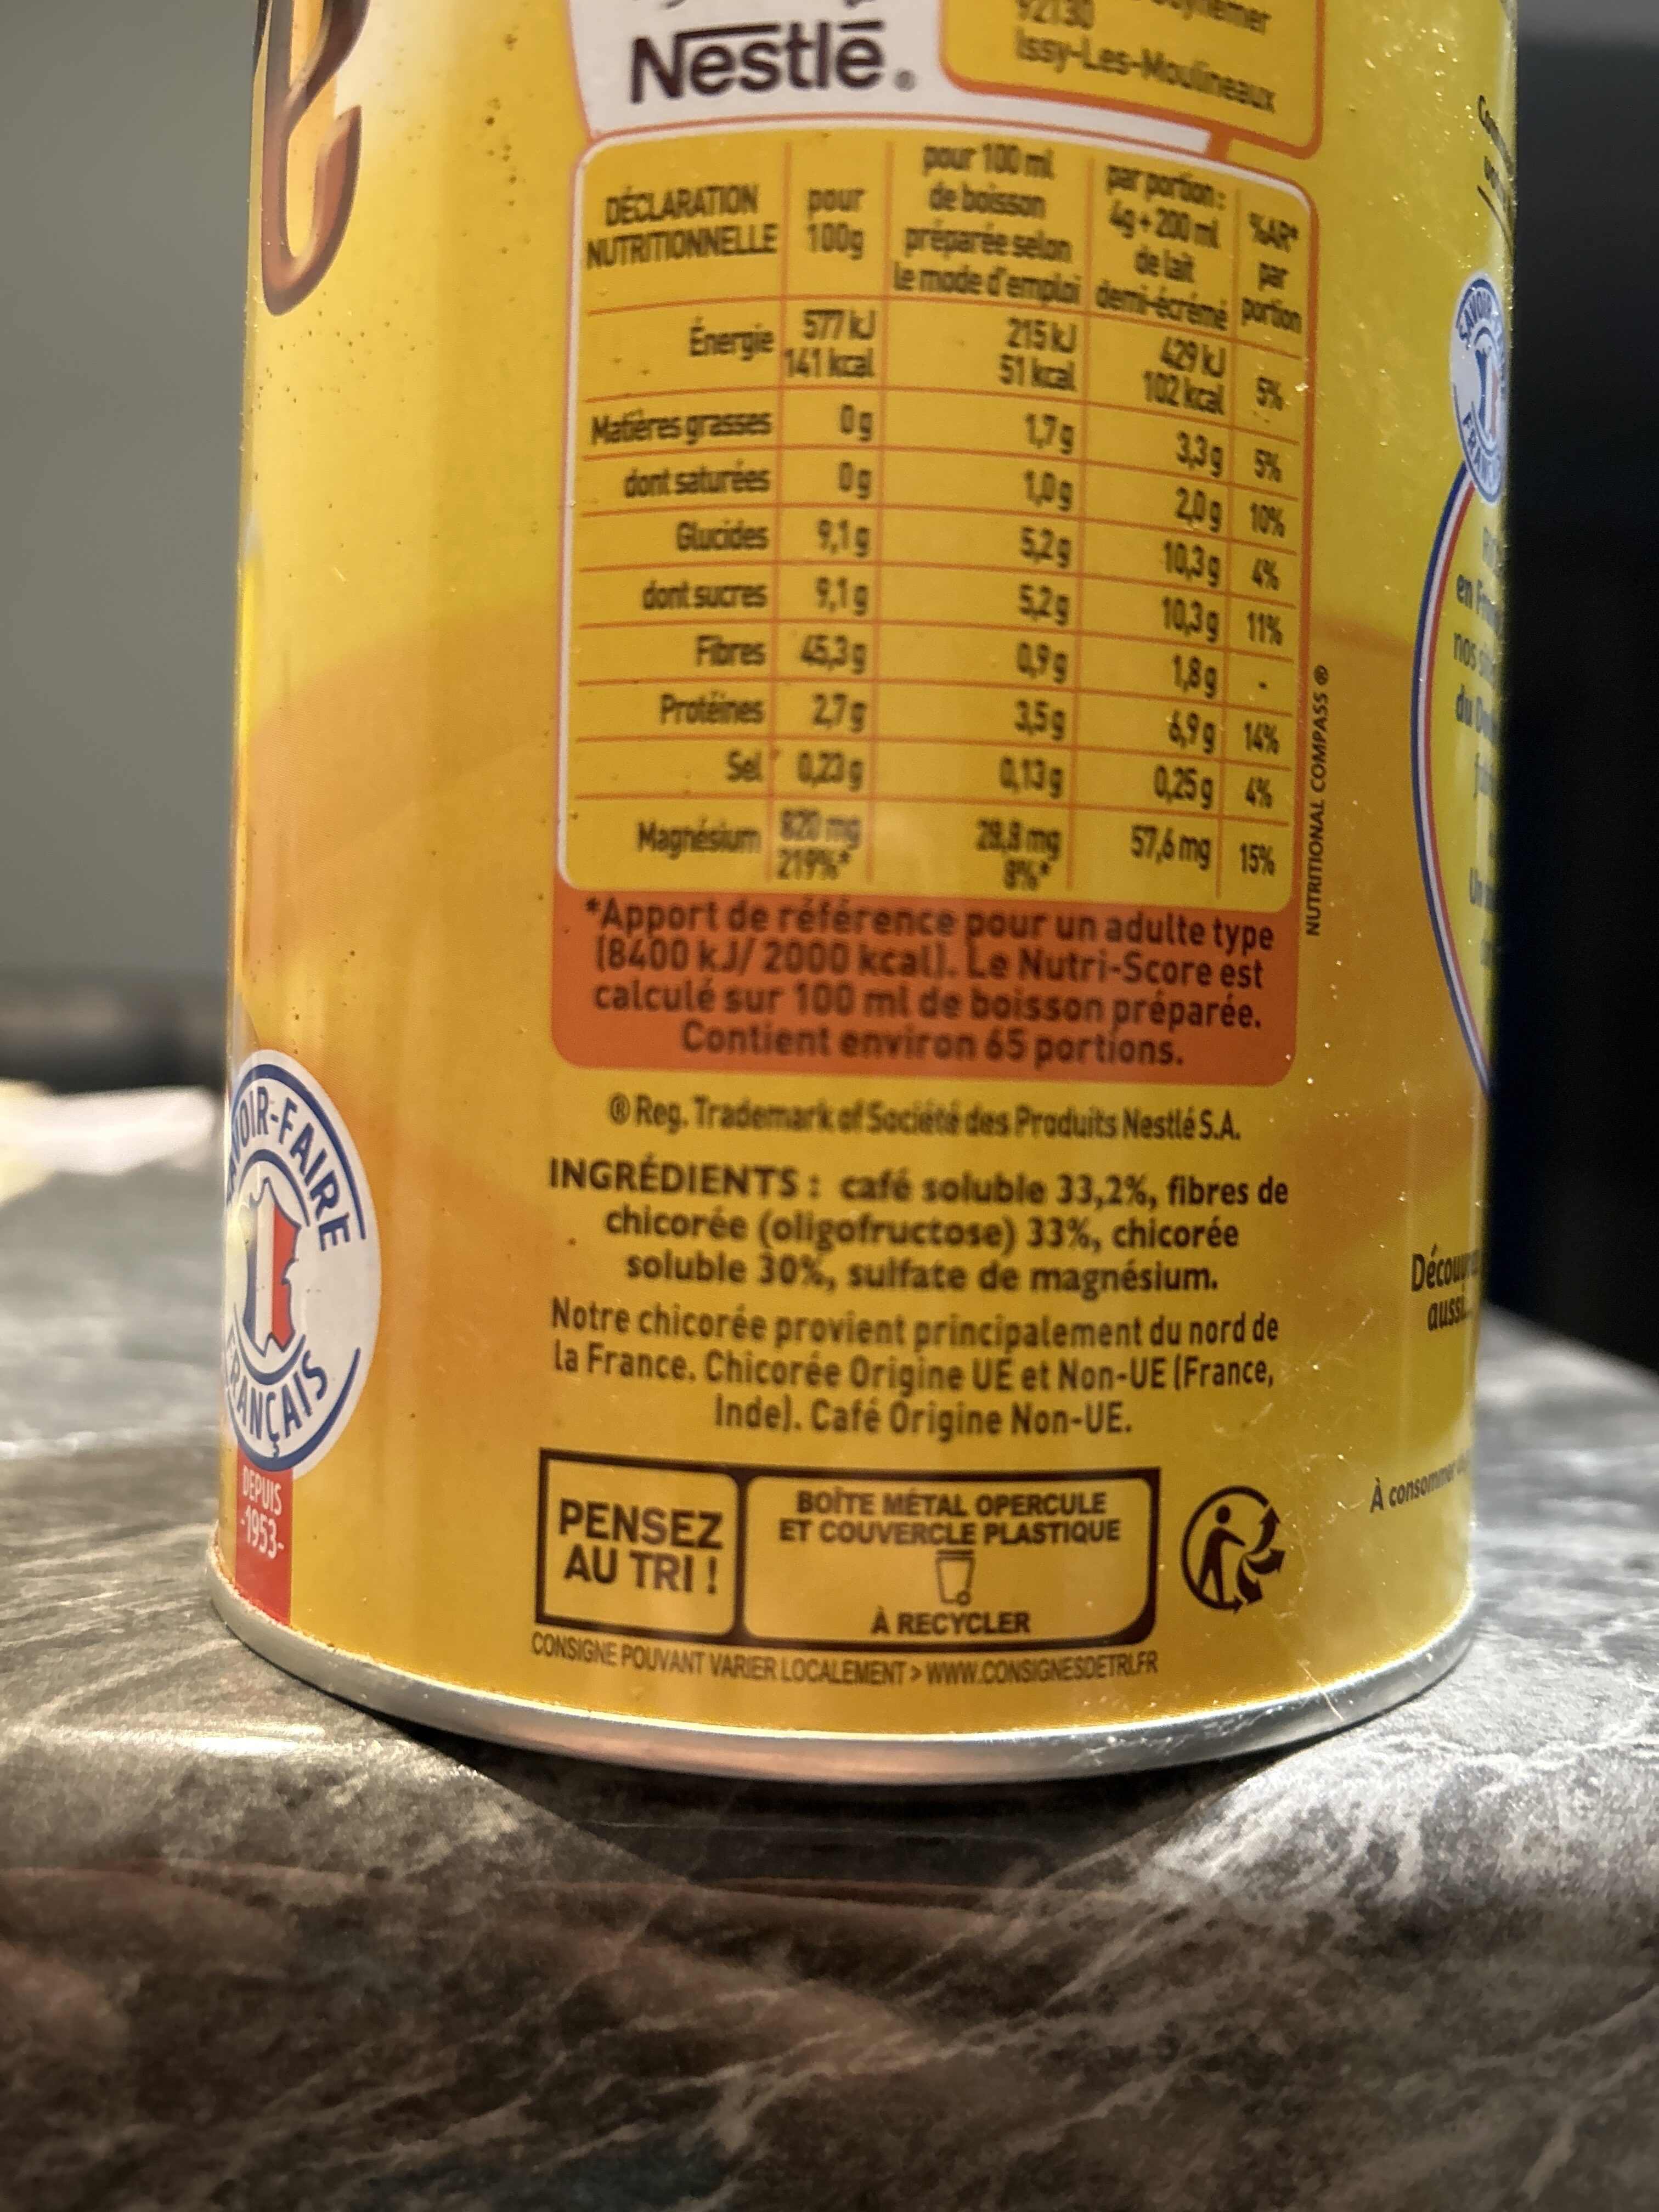 92130
Issy-Les-Moulineaux
Nestlé®
DÉCLARATION NUTRITIONNELLE | pour 100g | pour 100 ml de boisson préparée selon le mode d'emploi | par portion : 4g + 200 ml de lait demi-écrémé | %AR* par portion
Énergie 577 kJ 141 kcal 215 kJ 51 kcal 429 kJ 102 kcal 5%
Matières grasses 0g 1,7g 3,3g 5%
dont saturées 0g 1,0g 2,0g 10%
Glucides 9,1g 5,2g 10,3g 4%
dont sucres 9,1g 5,2g 10,3g 11%
Fibres 45,3g 0,9g 1,8g -
Protéines 2,7g 3,5g 6,9g 14%
Sel 0,23g 0,13g 0,25g 4%
Magnésium 820 mg 219%* 28,8 mg 8%* 57,6 mg 15%
NUTRITIONAL COMPASS ®
*Apport de référence pour un adulte type
(8400 kJ/ 2000 kcal). Le Nutri-Score est
calculé sur 100 ml de boisson préparée.
Contient environ 65 portions.
® Reg. Trademark of Société des Produits Nestlé S.A.
INGRÉDIENTS : café soluble 33,2%, fibres de
chicorée (oligofructose) 33%, chicorée
soluble 30%, sulfate de magnésium.
Notre chicorée provient principalement du nord de
la France. Chicorée Origine UE et Non-UE (France,
Inde). Café Origine Non-UE.
PENSEZ
AU TRI !
BOÎTE MÉTAL OPERCULE
ET COUVERCLE PLASTIQUE
À RECYCLER
CONSIGNE POUVANT VARIER LOCALEMENT > WWW.CONSIGNESDETRI.FR
SAVOIR-FAIRE
FRANÇAIS
DEPUIS
-1953-
en
nos
du
aussi
À consommer